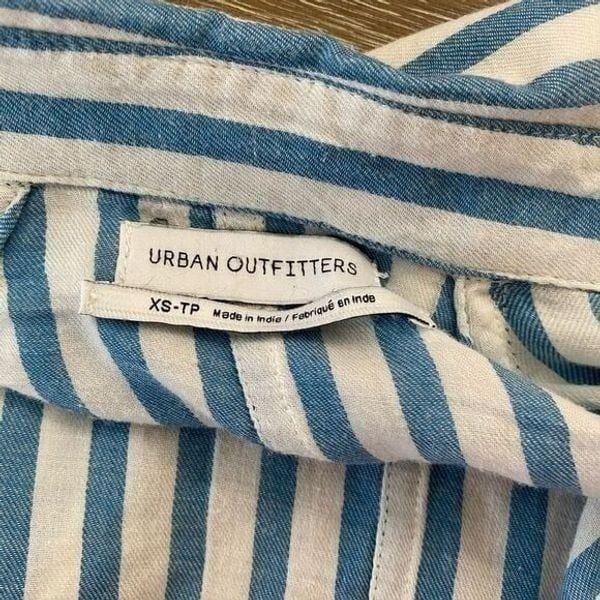 URBAN OUTFITTERS
XS-TP Made in India / Fabriqué en Inde